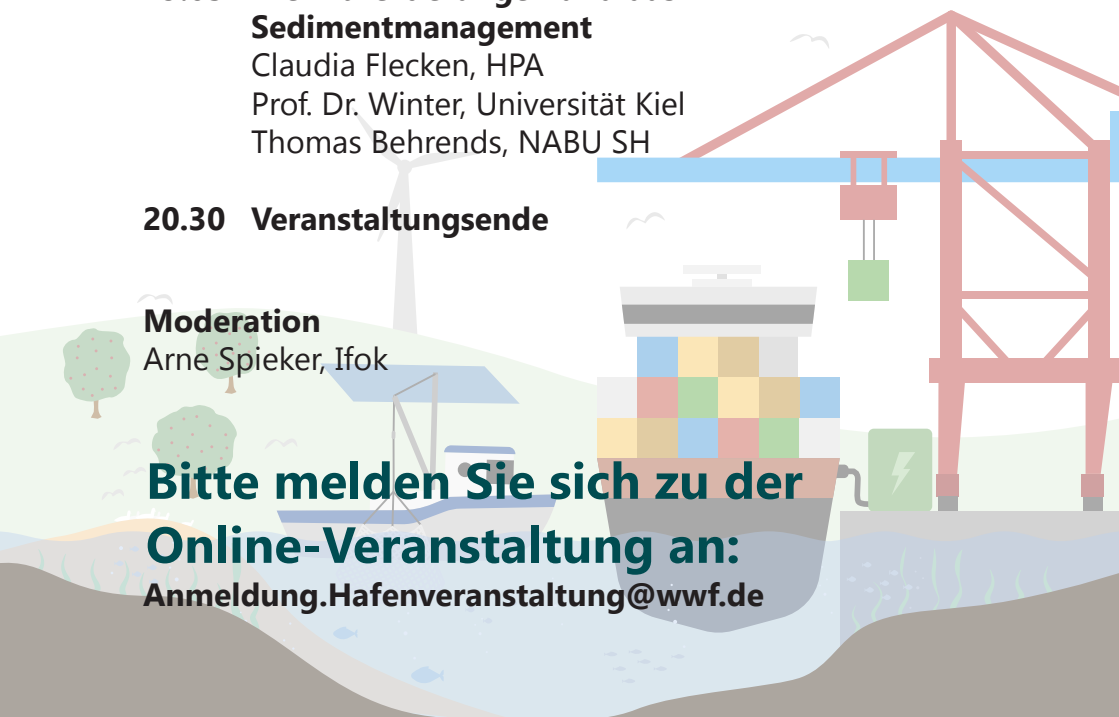 Sedimentmanagement
Claudia Flecken, HPA
Prof. Dr. Winter, Universität Kiel
Thomas Behrends, NABU SH
20.30 Veranstaltungsende
Moderation
Arne Spieker, Ifok
Bitte melden Sie sich zu der
Online-Veranstaltung an:
Anmeldung.Hafenveranstaltung@wwf.de